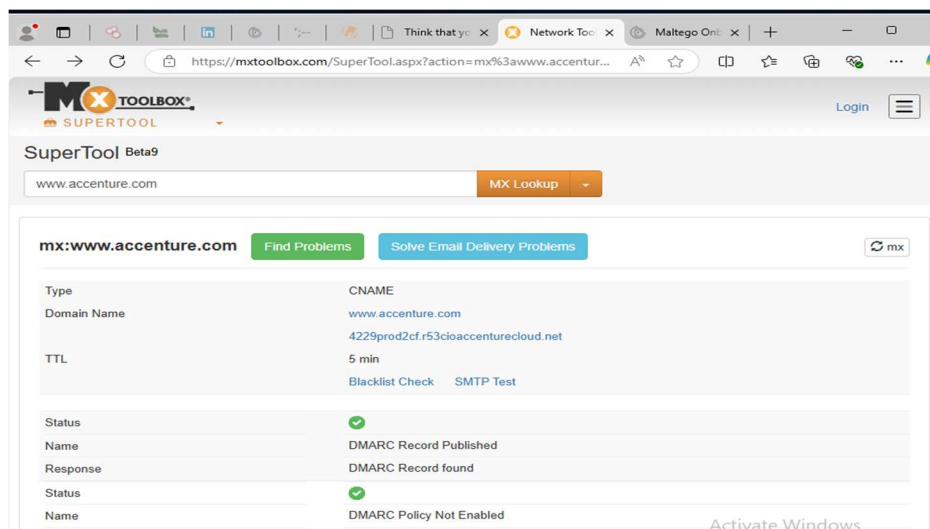 Think that yo
Network Too
Maltego Onb
https://mxtoolbox.com/SuperTool.aspx?action=mx%3awww.accentur...
MX TOOLBOX®
SUPERTOOL
Login
SuperTool Beta9
www.accenture.com MX Lookup
mx:www.accenture.com Find Problems Solve Email Delivery Problems mx
Type CNAME
Domain Name www.accenture.com
4229prod2cf.r53cioaccenturecloud.net
TTL 5 min
Blacklist Check SMTP Test
Status
Name DMARC Record Published
Response DMARC Record found
Status
Name DMARC Policy Not Enabled
Activate Windows